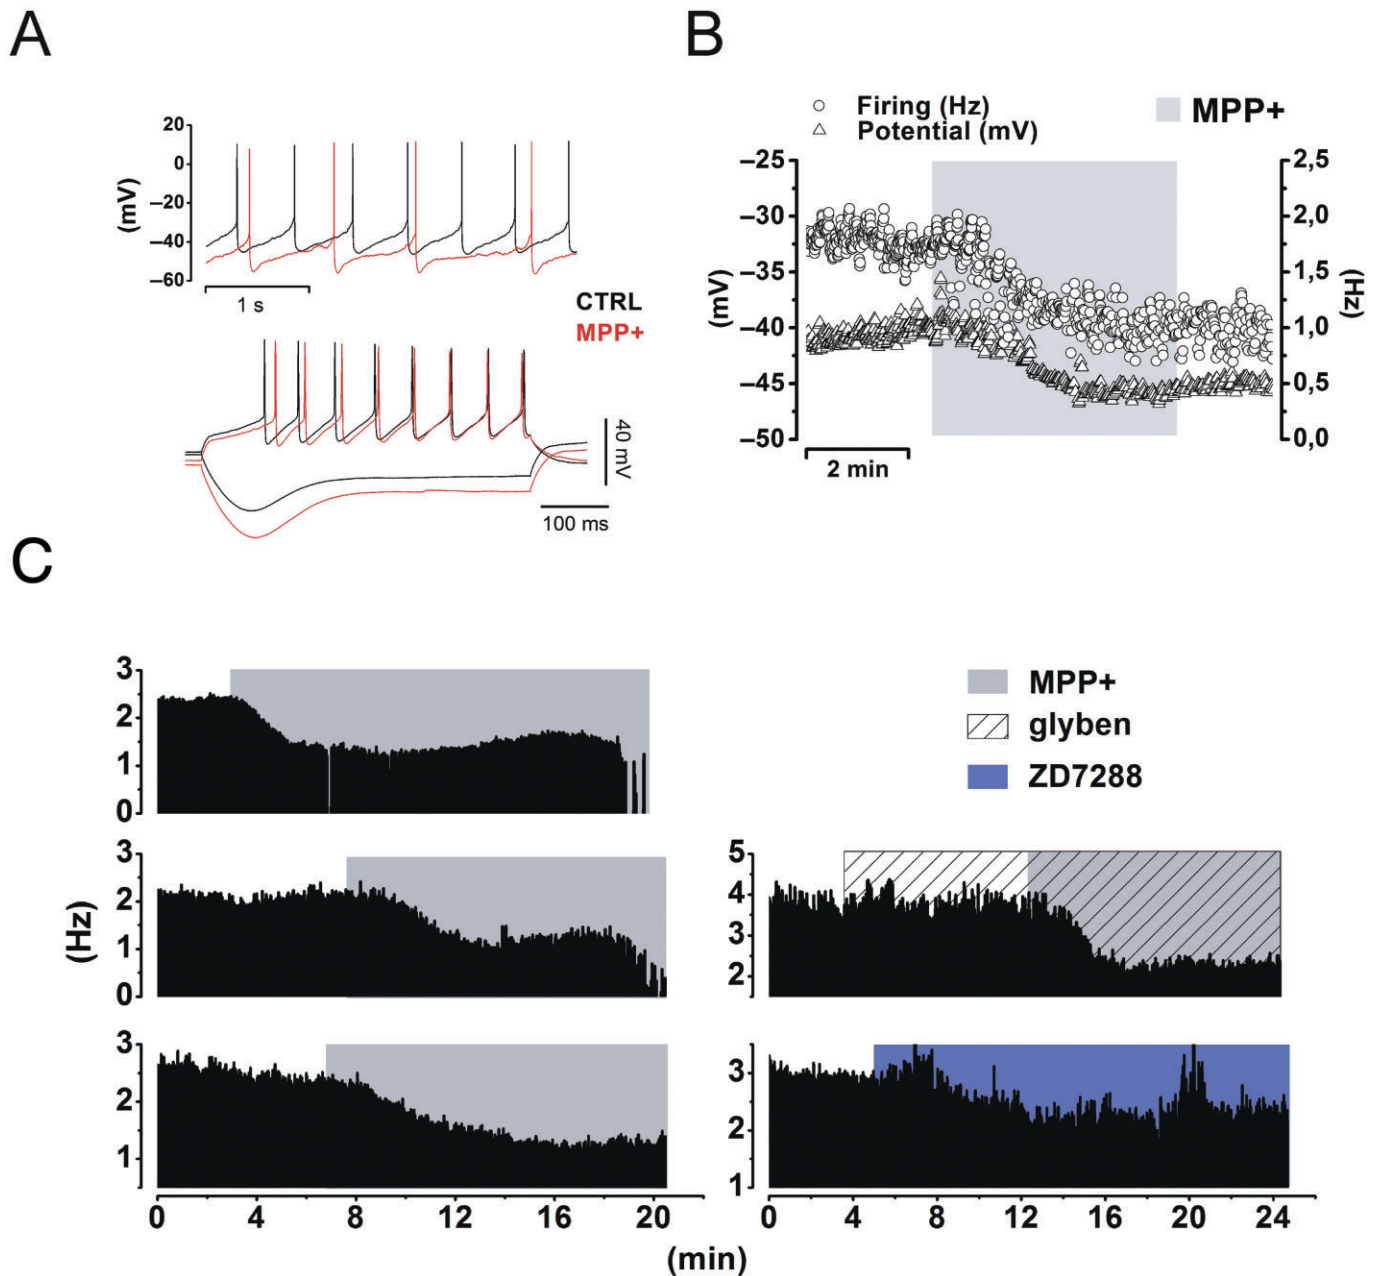 A
20
0
–20
–40
–60
(mV)
1 s
CTRL
MPP+
40 mV
100 ms
B
Firing (Hz)
Potential (mV)
MPP+
–25
–30
–35
–40
–45
–50
(mV)
2,5
2,0
1,5
1,0
0,5
0,0
(Hz)
2 min
C
3
2
1
0
3
2
1
0
3
2
1
(Hz)
0 4 8 12 16 20
MPP+
glyben
ZD7288
5
4
3
2
3
2
1
0 4 8 12 16 20 24
(min)